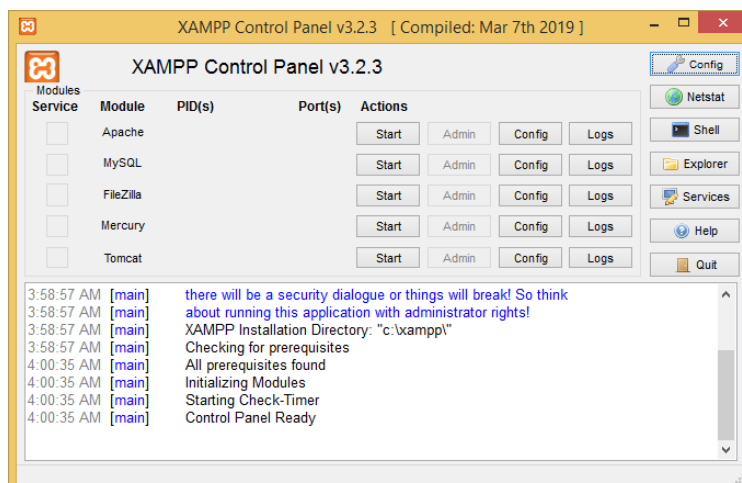 XAMPP Control Panel v3.2.3 [ Compiled: Mar 7th 2019 ]
XAMPP Control Panel v3.2.3
Config
Modules
Service Module PID(s) Port(s) Actions
Netstat
Apache Start Admin Config Logs
Shell
MySQL Start Admin Config Logs
Explorer
FileZilla Start Admin Config Logs
Services
Mercury Start Admin Config Logs
Help
Tomcat Start Admin Config Logs
Quit
3:58:57 AM [main] there will be a security dialogue or things will break! So think
3:58:57 AM [main] about running this application with administrator rights!
3:58:57 AM [main] XAMPP Installation Directory: "c:\xampp\"
3:58:57 AM [main] Checking for prerequisites
4:00:35 AM [main] All prerequisites found
4:00:35 AM [main] Initializing Modules
4:00:35 AM [main] Starting Check-Timer
4:00:35 AM [main] Control Panel Ready